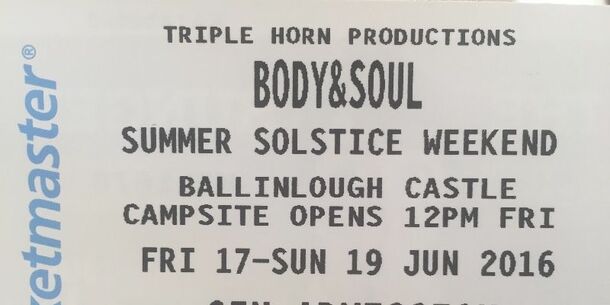 TRIPLE HORN PRODUCTIONS
BODY&SOUL
SUMMER SOLSTICE WEEKEND
BALLINLOUGH CASTLE
CAMPSITE OPENS 12PM FRI
FRI 17-SUN 19 JUN 2016
ketmaster®